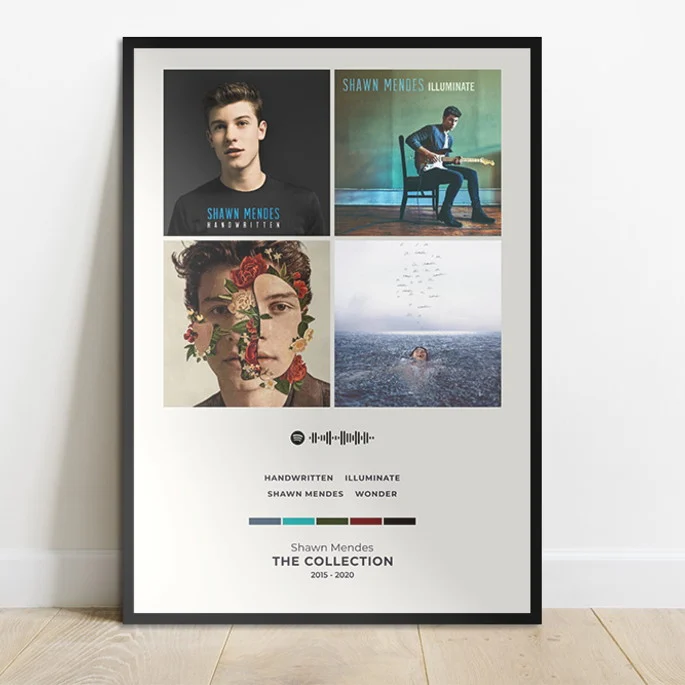 SHAWN MENDES
HANDWRITTEN
SHAWN MENDES ILLUMINATE
HANDWRITTEN ILLUMINATE
SHAWN MENDES WONDER
Shawn Mendes
THE COLLECTION
2015 - 2020